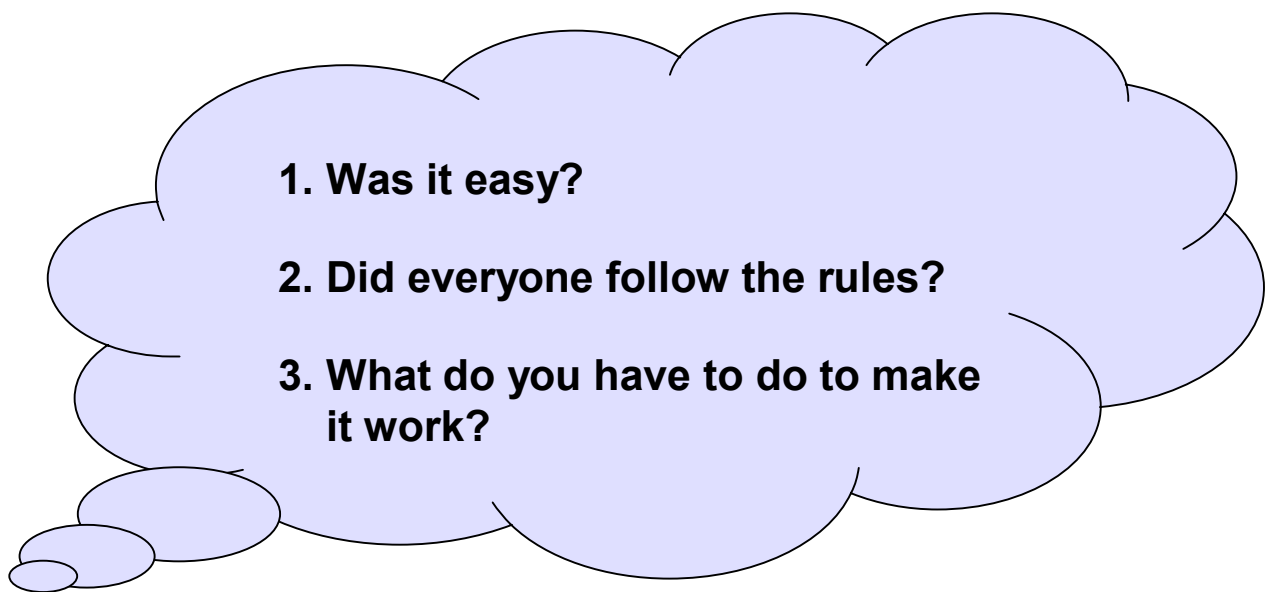 1. Was it easy?
2. Did everyone follow the rules?
3. What do you have to do to make
it work?